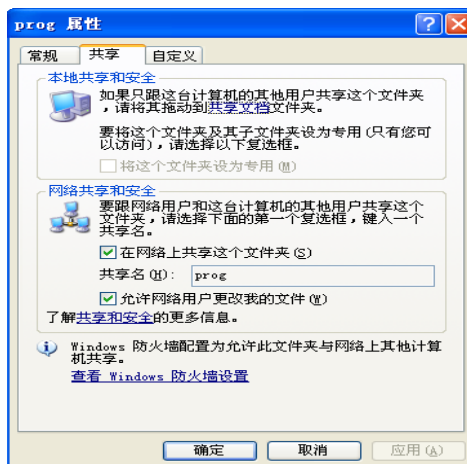 prog 属性
常规 共享 自定义
本地共享和安全
如果只跟这台计算机的其他用户共享这个文件夹
，请将其拖动到共享文档文件夹。
要将这个文件夹及其子文件夹设为专用(只有您可
以访问)，请选择以下复选框。
将这个文件夹设为专用(M)
网络共享和安全
要跟网络用户和这台计算机的其他用户共享这个
文件夹，请选择下面的第一个复选框，键入一个
共享名。
在网络上共享这个文件夹(S)
共享名(H): prog
允许网络用户更改我的文件(W)
了解共享和安全的更多信息。
Windows 防火墙配置为允许此文件夹与网络上其他计算
机共享。
查看 Windows 防火墙设置
确定 取消 应用(A)